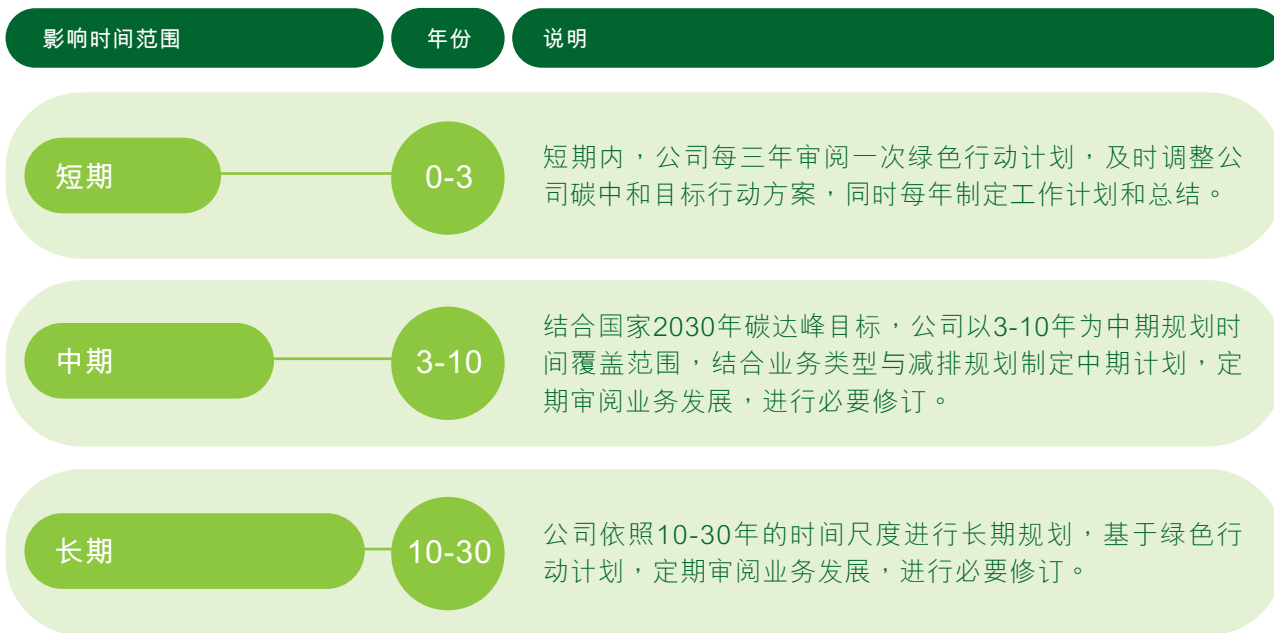 影响时间范围 年份 说明
短期 0-3
短期内，公司每三年审阅一次绿色行动计划，及时调整公
司碳中和目标行动方案，同时每年制定工作计划和总结。
中期 3-10
结合国家2030年碳达峰目标，公司以3-10年为中期规划时
间覆盖范围，结合业务类型与减排规划制定中期计划，定
期审阅业务发展，进行必要修订。
长期 10-30
公司依照10-30年的时间尺度进行长期规划，基于绿色行
动计划，定期审阅业务发展，进行必要修订。